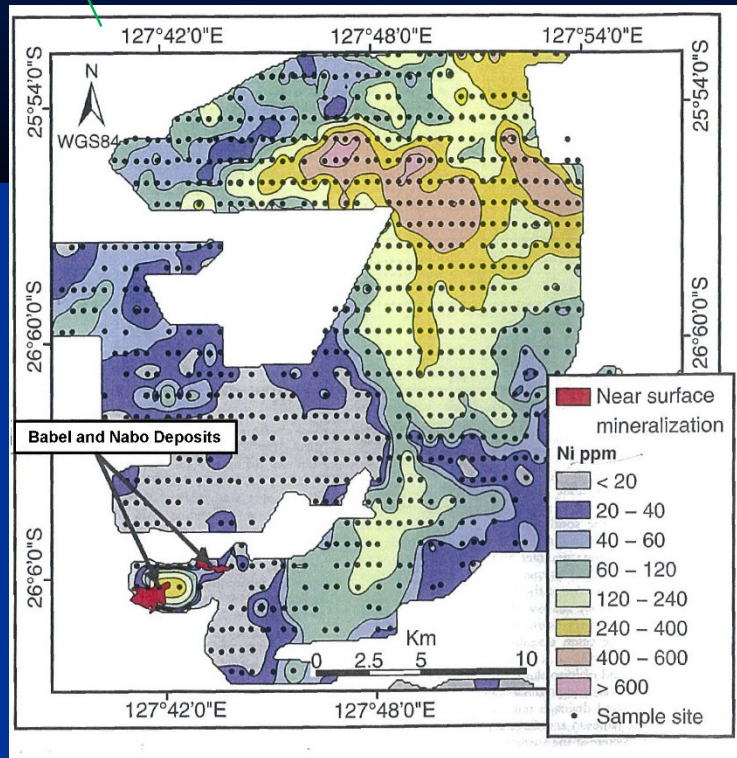 127°42'0"E 127°48'0"E 127°54'0"E
N
WGS84
25°54'0"S
25°54'0"S
26°60'0"S
26°60'0"S
Babel and Nabo Deposits
26°6'0"S
Km
0 2.5 5 10
127°42'0"E 127°48'0"E
Near surface
mineralization
Ni ppm
< 20
20 – 40
40 – 60
60 – 120
120 – 240
240 – 400
400 – 600
> 600
Sample site